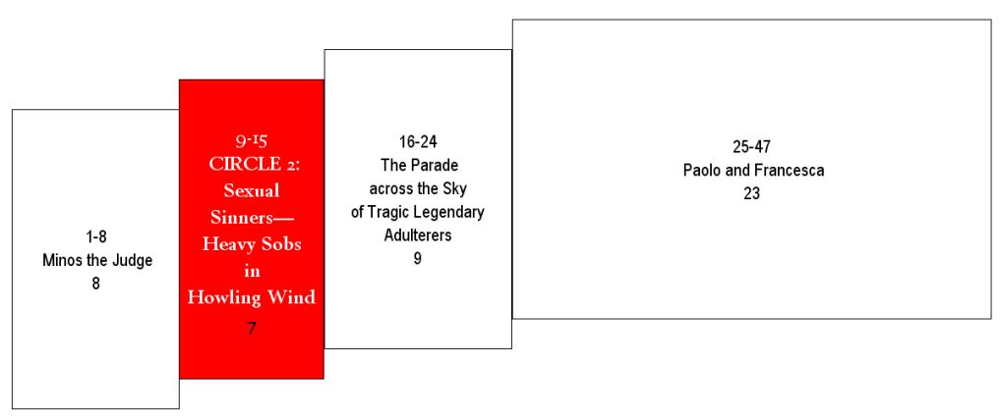 1-8
Minos the Judge
8
9-15
CIRCLE 2:
Sexual
Sinners—
Heavy Sobs
in
Howling Wind
7
16-24
The Parade
across the Sky
of Tragic Legendary
Adulterers
9
25-47
Paolo and Francesca
23